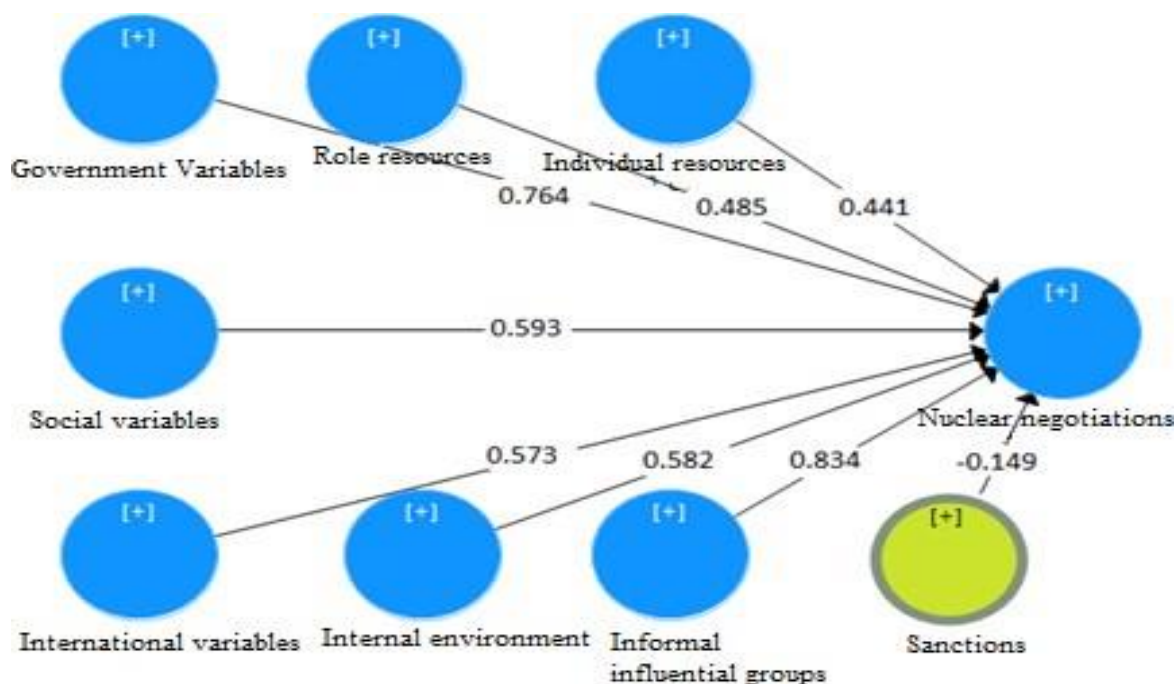 [+]
[+]
[+]
Government Variables
Role resources
Individual resources
0.764
0.485
0.441
[+]
[+]
0.593
Social variables
Nuclear negotiations
0.573
0.582
0.834
-0.149
[+]
[+]
[+]
[+]
International variables
Internal environment
Informal
influential groups
Sanctions